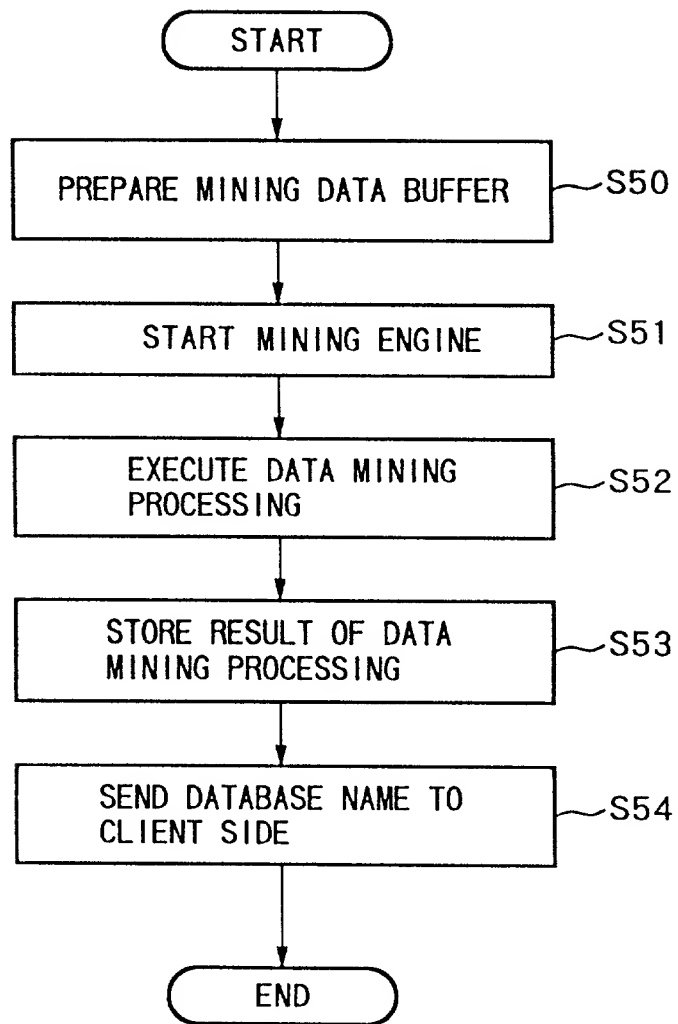 START
PREPARE MINING DATA BUFFER
S50
START MINING ENGINE
S51
EXECUTE DATA MINING
PROCESSING
S52
STORE RESULT OF DATA
MINING PROCESSING
S53
SEND DATABASE NAME TO
CLIENT SIDE
S54
END